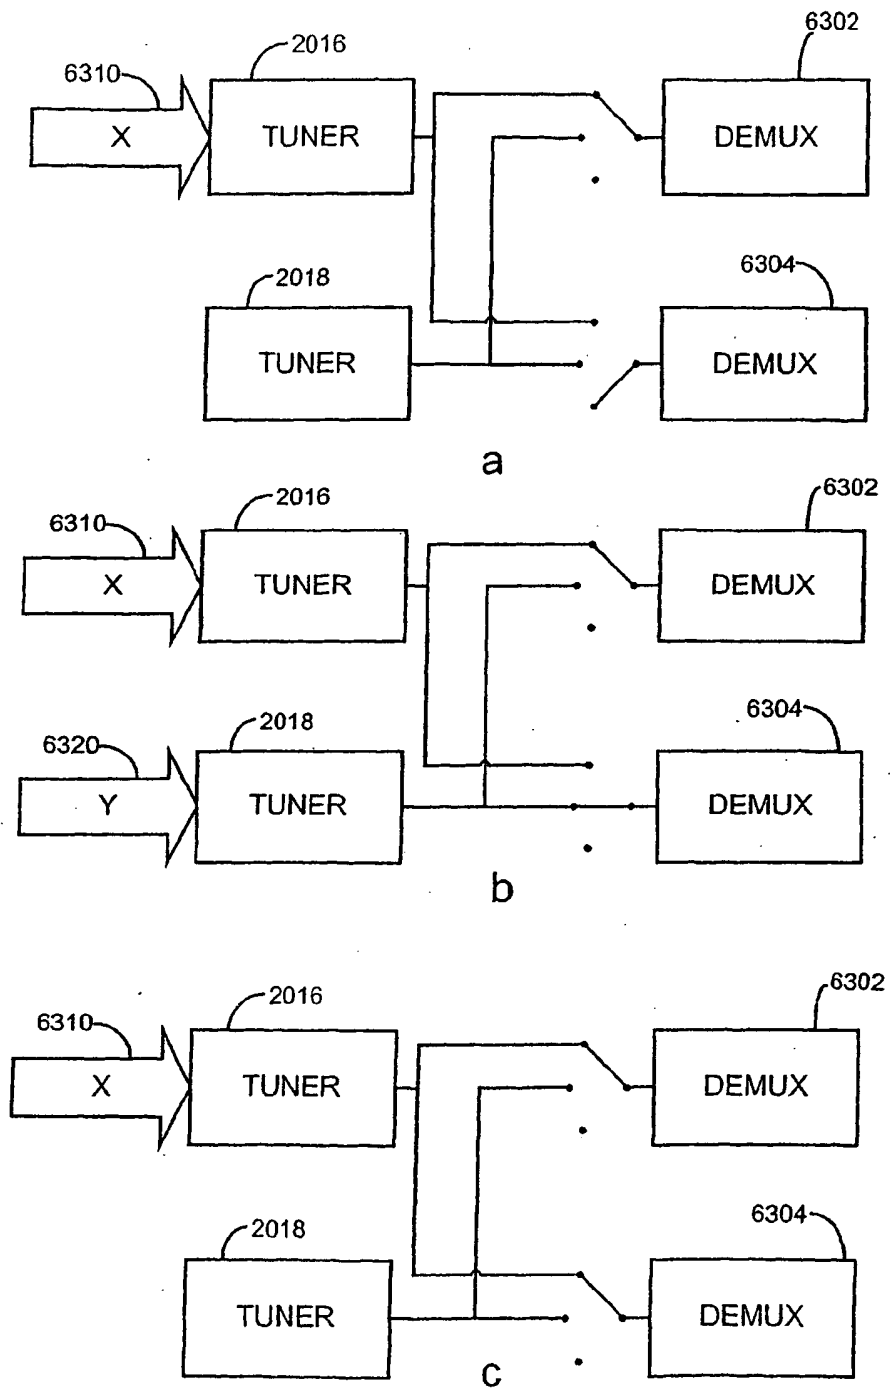 6302
2016
6310
X
TUNER
DEMUX
2018
6304
TUNER
DEMUX
a
2016
6302
6310
X
TUNER
DEMUX
2018
6304
6320
Y
TUNER
DEMUX
b
2016
6302
6310
X
TUNER
DEMUX
2018
6304
TUNER
DEMUX
c